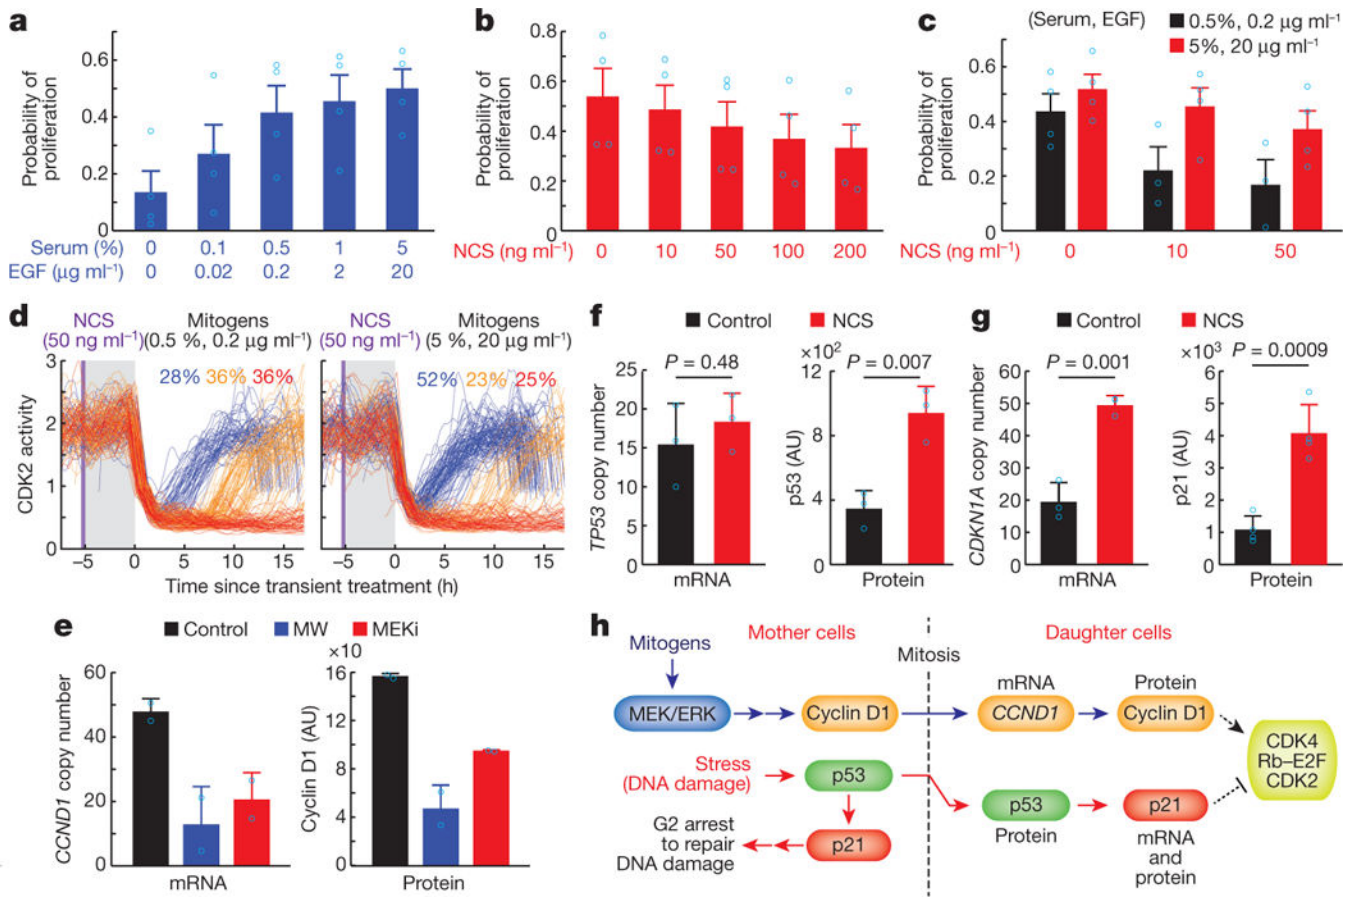 a
Probability of
proliferation
0.6
0.4
0.2
0
Serum (%) 0 0.1 0.5 1 5
EGF (μg ml⁻¹) 0 0.02 0.2 2 20
b
Probability of
proliferation
0.8
0.6
0.4
0.2
0
NCS (ng ml⁻¹) 0 10 50 100 200
c
(Serum, EGF)
0.5%, 0.2 μg ml⁻¹
5%, 20 μg ml⁻¹
Probability of
proliferation
0.6
0.4
0.2
0
NCS (ng ml⁻¹) 0 10 50
d
NCS
(50 ng ml⁻¹)
Mitogens
(0.5 %, 0.2 μg ml⁻¹)
NCS
(50 ng ml⁻¹)
Mitogens
(5 %, 20 μg ml⁻¹)
28% 36% 36%
52% 23% 25%
CDK2 activity
3
2
1
0
−5 0 5 10 15
−5 0 5 10 15
Time since transient treatment (h)
e
Control MW MEKi
CCND1 copy number
60
40
20
0
mRNA
×10
Cyclin D1 (AU)
16
12
8
4
0
Protein
f
Control NCS
P = 0.48
TP53 copy number
25
20
15
10
5
0
mRNA
×10²
P = 0.007
p53 (AU)
12
8
4
0
Protein
g
Control NCS
P = 0.001
CDKN1A copy number
60
50
40
30
20
10
0
mRNA
×10³
P = 0.0009
p21 (AU)
6
5
4
3
2
1
0
Protein
h
Mother cells
Daughter cells
Mitogens
Mitosis
mRNA
Protein
MEK/ERK
Cyclin D1
CCND1
Cyclin D1
CDK4
Rb–E2F
CDK2
Stress
(DNA damage)
p53
p53
Protein
p21
mRNA
and
protein
G2 arrest
to repair
DNA damage
p21